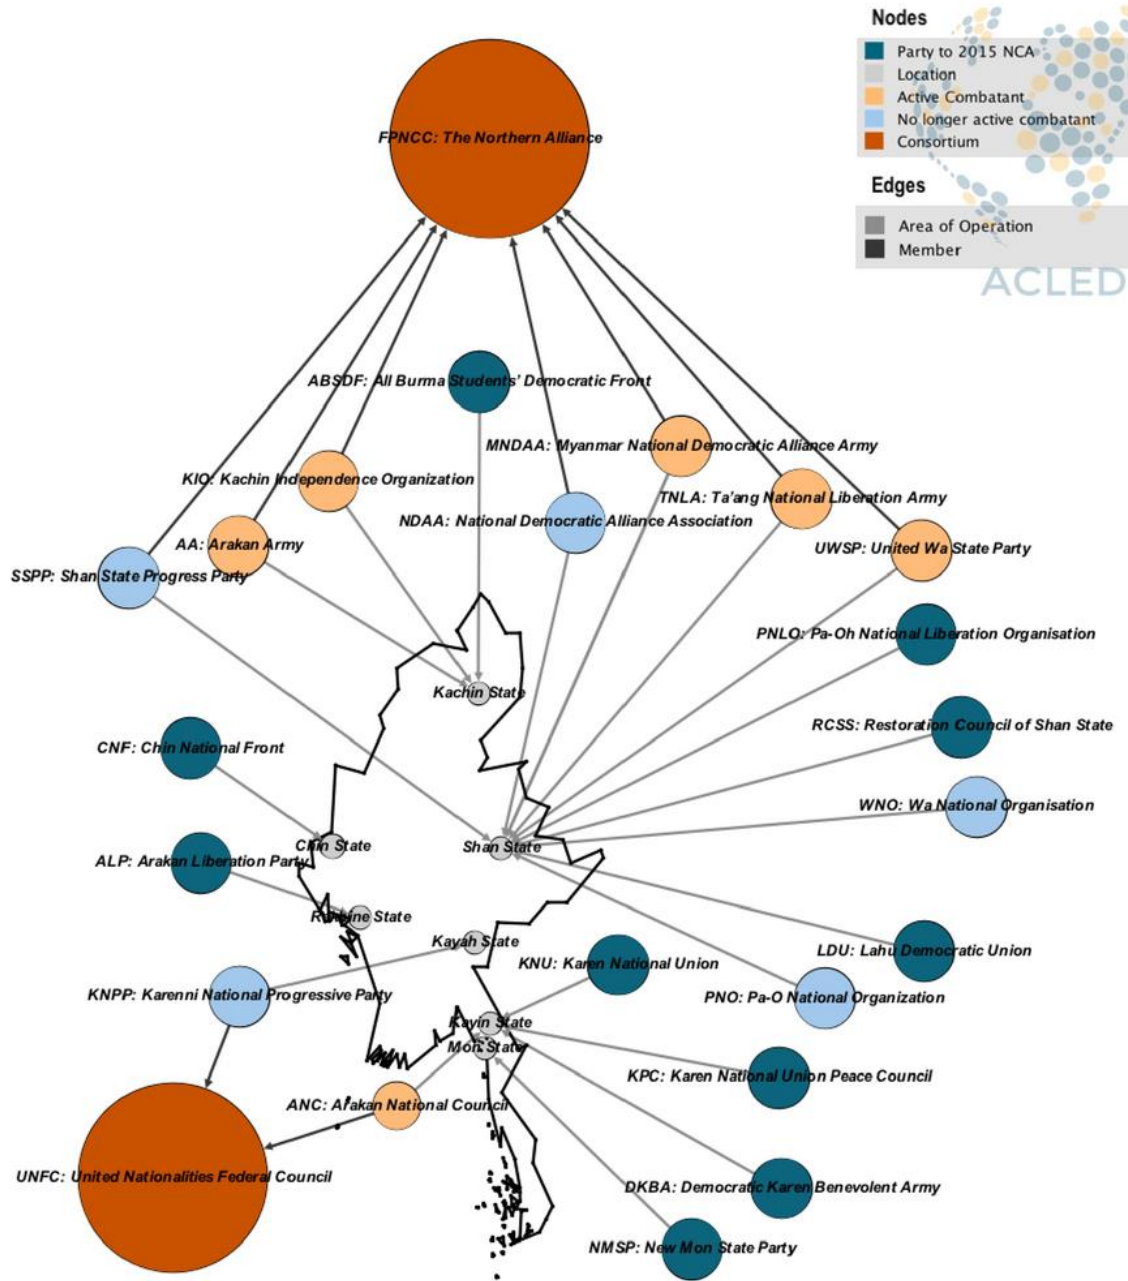 Nodes
Party to 2015 NCA
Location
Active Combatant
No longer active combatant
Consortium
Edges
Area of Operation
Member
ACLED
FPNCC: The Northern Alliance
ABSDF: All Burma Students' Democratic Front
MNDAA: Myanmar National Democratic Alliance Army
KIO: Kachin Independence Organization
TNLA: Ta'ang National Liberation Army
NDAA: National Democratic Alliance Association
AA: Arakan Army
UWSP: United Wa State Party
SSPP: Shan State Progress Party
PNLO: Pa-Oh National Liberation Organisation
Kachin State
RCSS: Restoration Council of Shan State
CNF: Chin National Front
WNO: Wa National Organisation
Chin State
Shan State
ALP: Arakan Liberation Party
Rakhine State
Kayah State
LDU: Lahu Democratic Union
KNU: Karen National Union
KNPP: Karenni National Progressive Party
PNO: Pa-O National Organization
Kayin State
Mon State
KPC: Karen National Union Peace Council
ANC: Arakan National Council
UNFC: United Nationalities Federal Council
DKBA: Democratic Karen Benevolent Army
NMSP: New Mon State Party